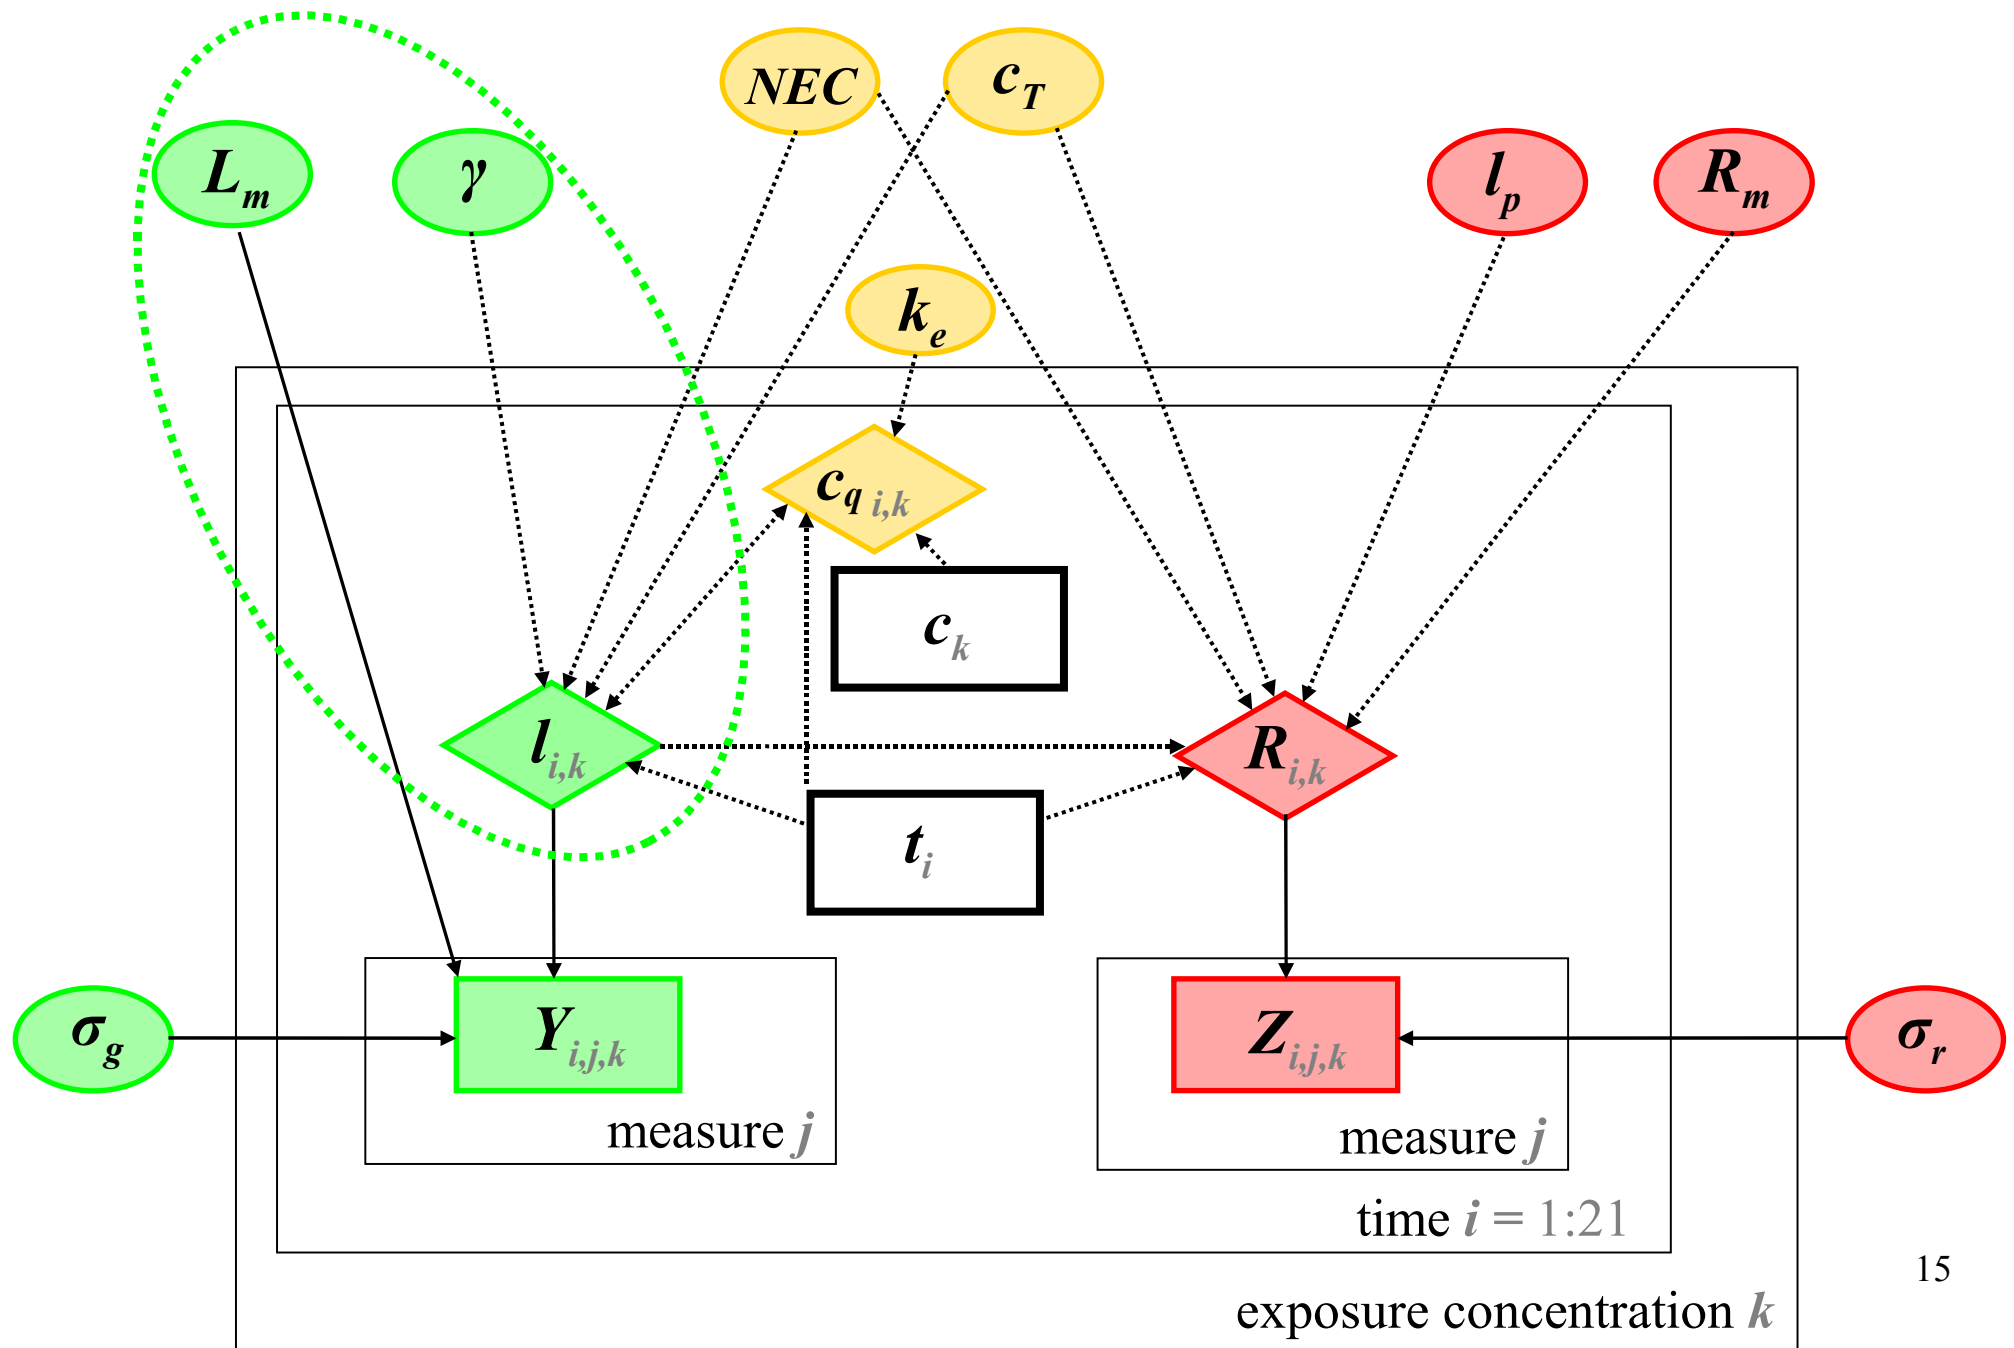 NEC
c_T
L_m
γ
l_p
R_m
k_e
c_q i,k
c_k
l_i,k
R_i,k
t_i
σ_g
Y_i,j,k
Z_i,j,k
σ_r
measure j
measure j
time i = 1:21
15
exposure concentration k